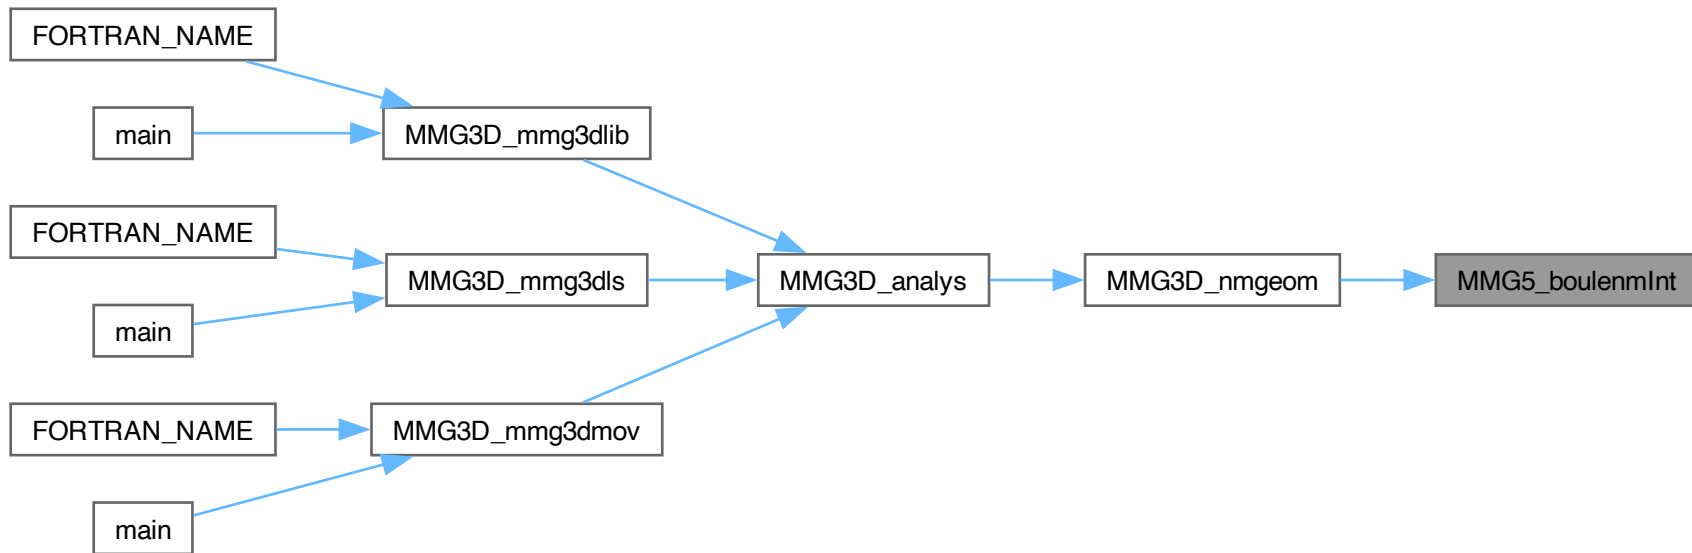 FORTRAN_NAME
main
MMG3D_mmg3dlib
FORTRAN_NAME
main
MMG3D_mmg3dls
MMG3D_analys
MMG3D_nmgeom
MMG5_boulenmInt
FORTRAN_NAME
main
MMG3D_mmg3dmov